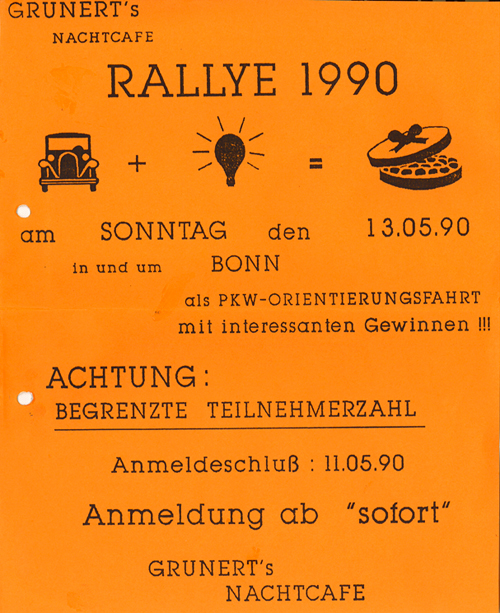 GRUNERT's
NACHTCAFE
RALLYE 1990
+ =
am SONNTAG den 13.05.90
in und um BONN
als PKW-ORIENTIERUNGSFAHRT
mit interessanten Gewinnen !!!
ACHTUNG:
BEGRENZTE TEILNEHMERZAHL
Anmeldeschluß : 11.05.90
Anmeldung ab "sofort"
GRUNERT's
NACHTCAFE